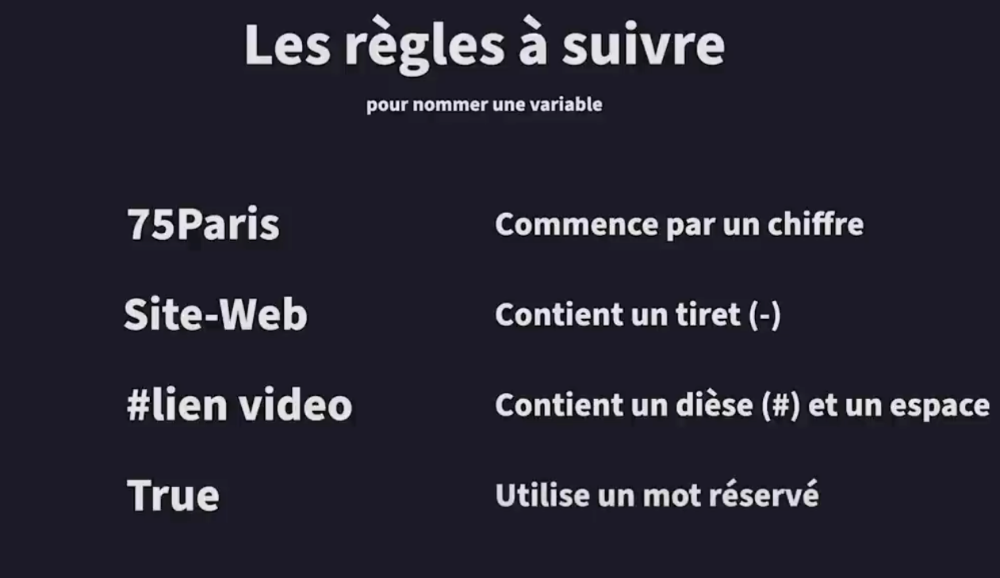 Les règles à suivre
pour nommer une variable
75Paris Commence par un chiffre
Site-Web Contient un tiret (-)
#lien video Contient un dièse (#) et un espace
True Utilise un mot réservé